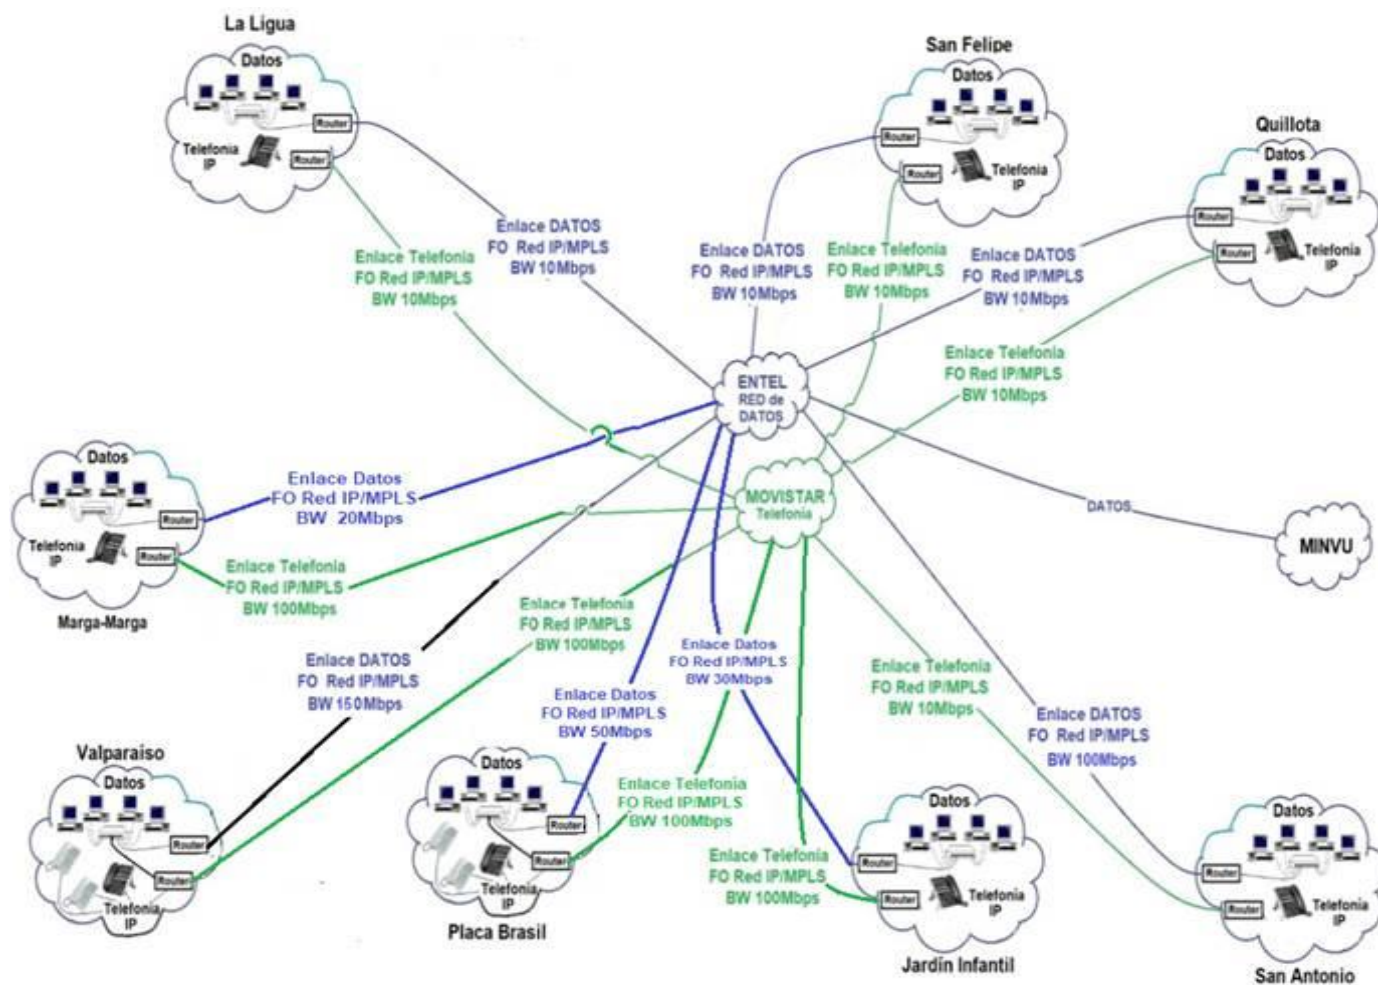 La Ligua
Datos
Router
Telefonia
IP
Router
San Felipe
Datos
Router
Router
Telefonia
IP
Quillota
Datos
Router
Router
Telefonia
IP
Enlace DATOS
FO Red IP/MPLS
BW 10Mbps
Enlace Telefonia
FO Red IP/MPLS
BW 10Mbps
Enlace DATOS
FO Red IP/MPLS
BW 10Mbps
Enlace Telefonia
FO Red IP/MPLS
BW 10Mbps
Enlace DATOS
FO Red IP/MPLS
BW 10Mbps
Enlace Telefonia
FO Red IP/MPLS
BW 10Mbps
ENTEL
RED de
DATOS
MOVISTAR
Telefonia
DATOS
MINVU
Datos
Router
Telefonia
IP
Router
Marga-Marga
Enlace Datos
FO Red IP/MPLS
BW 20Mbps
Enlace Telefonia
FO Red IP/MPLS
BW 100Mbps
Enlace Telefonia
FO Red IP/MPLS
BW 100Mbps
Enlace DATOS
FO Red IP/MPLS
BW 150Mbps
Enlace Datos
FO Red IP/MPLS
BW 50Mbps
Enlace Datos
FO Red IP/MPLS
BW 30Mbps
Enlace Telefonia
FO Red IP/MPLS
BW 10Mbps
Enlace DATOS
FO Red IP/MPLS
BW 100Mbps
Enlace Telefonia
FO Red IP/MPLS
BW 100Mbps
Enlace Telefonia
FO Red IP/MPLS
BW 100Mbps
Valparaiso
Datos
Router
Router
Telefonia
IP
Datos
Router
Router
Telefonia
IP
Placa Brasil
Datos
Router
Router
Telefonia
IP
Jardín Infantil
Datos
Router
Router
Telefonia
IP
San Antonio